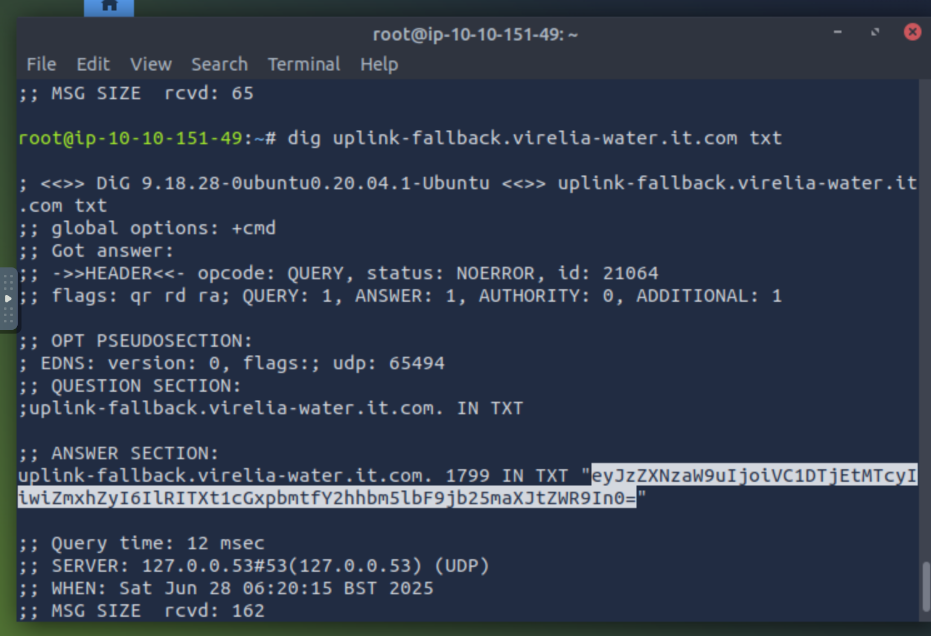 root@ip-10-10-151-49: ~
File Edit View Search Terminal Help
;; MSG SIZE rcvd: 65
root@ip-10-10-151-49:~# dig uplink-fallback.virelia-water.it.com txt
; <<>> DiG 9.18.28-0ubuntu0.20.04.1-Ubuntu <<>> uplink-fallback.virelia-water.it
.com txt
;; global options: +cmd
;; Got answer:
;; ->>HEADER<<- opcode: QUERY, status: NOERROR, id: 21064
;; flags: qr rd ra; QUERY: 1, ANSWER: 1, AUTHORITY: 0, ADDITIONAL: 1
;; OPT PSEUDOSECTION:
; EDNS: version: 0, flags:; udp: 65494
;; QUESTION SECTION:
;uplink-fallback.virelia-water.it.com. IN TXT
;; ANSWER SECTION:
uplink-fallback.virelia-water.it.com. 1799 IN TXT "eyJzZXNzaW9uIjoiVC1DTjEtMTcyI
iwiZmxhZyI6IlRITXt1cGxpbmtfY2hhbm5lbF9jb25maXJtZWR9In0="
;; Query time: 12 msec
;; SERVER: 127.0.0.53#53(127.0.0.53) (UDP)
;; WHEN: Sat Jun 28 06:20:15 BST 2025
;; MSG SIZE rcvd: 162